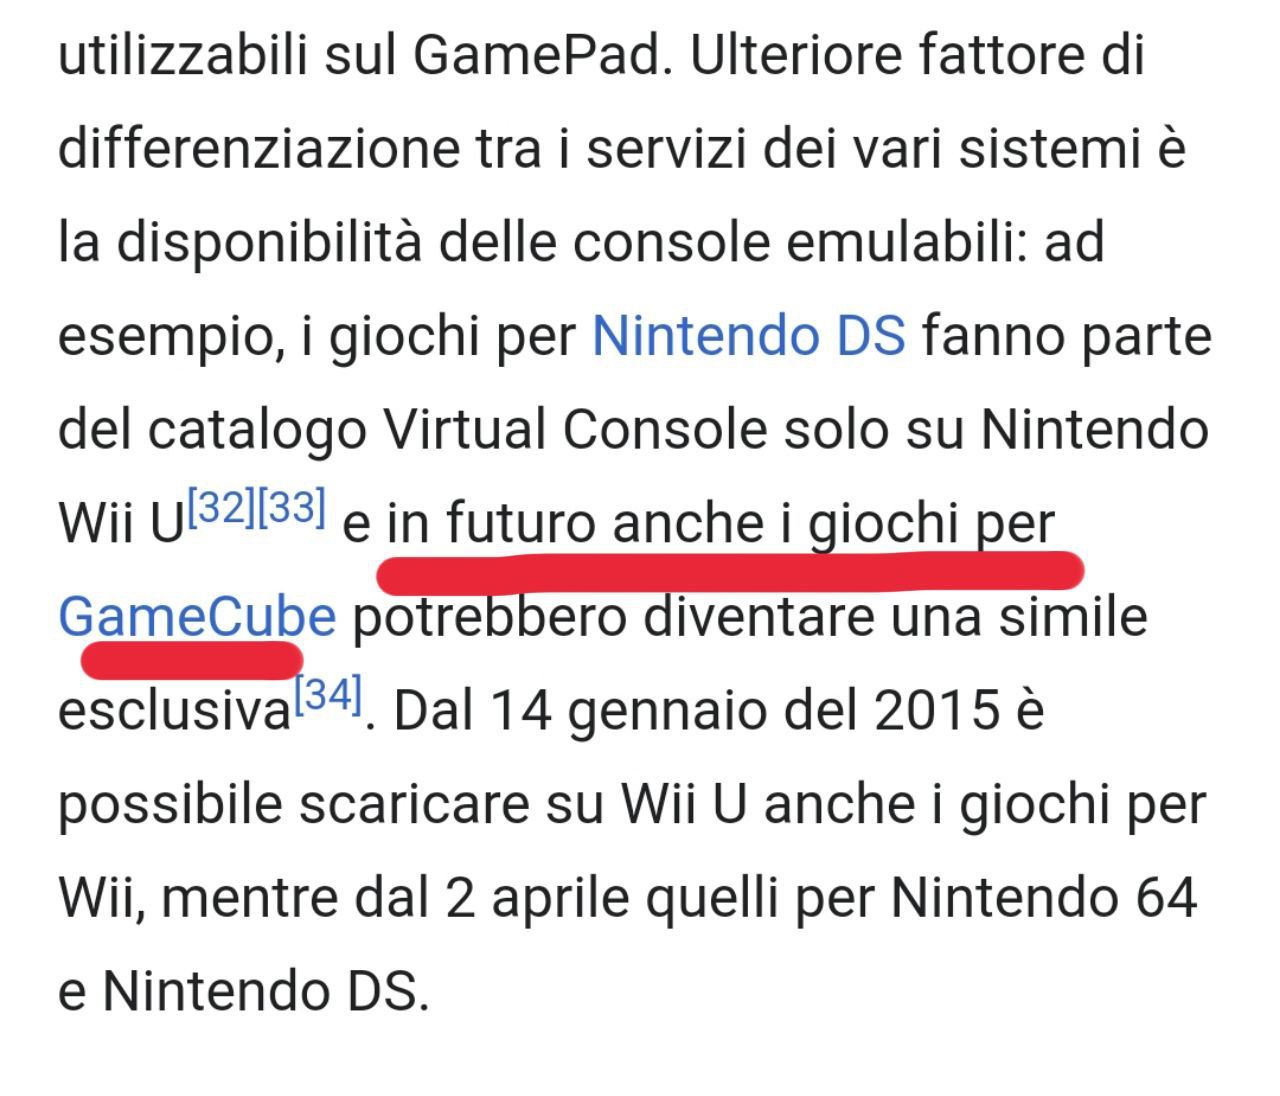 utilizzabili sul GamePad. Ulteriore fattore di
differenziazione tra i servizi dei vari sistemi è
la disponibilità delle console emulabili: ad
esempio, i giochi per Nintendo DS fanno parte
del catalogo Virtual Console solo su Nintendo
Wii U[32][33] e in futuro anche i giochi per
GameCube potrebbero diventare una simile
esclusiva[34]. Dal 14 gennaio del 2015 è
possibile scaricare su Wii U anche i giochi per
Wii, mentre dal 2 aprile quelli per Nintendo 64
e Nintendo DS.